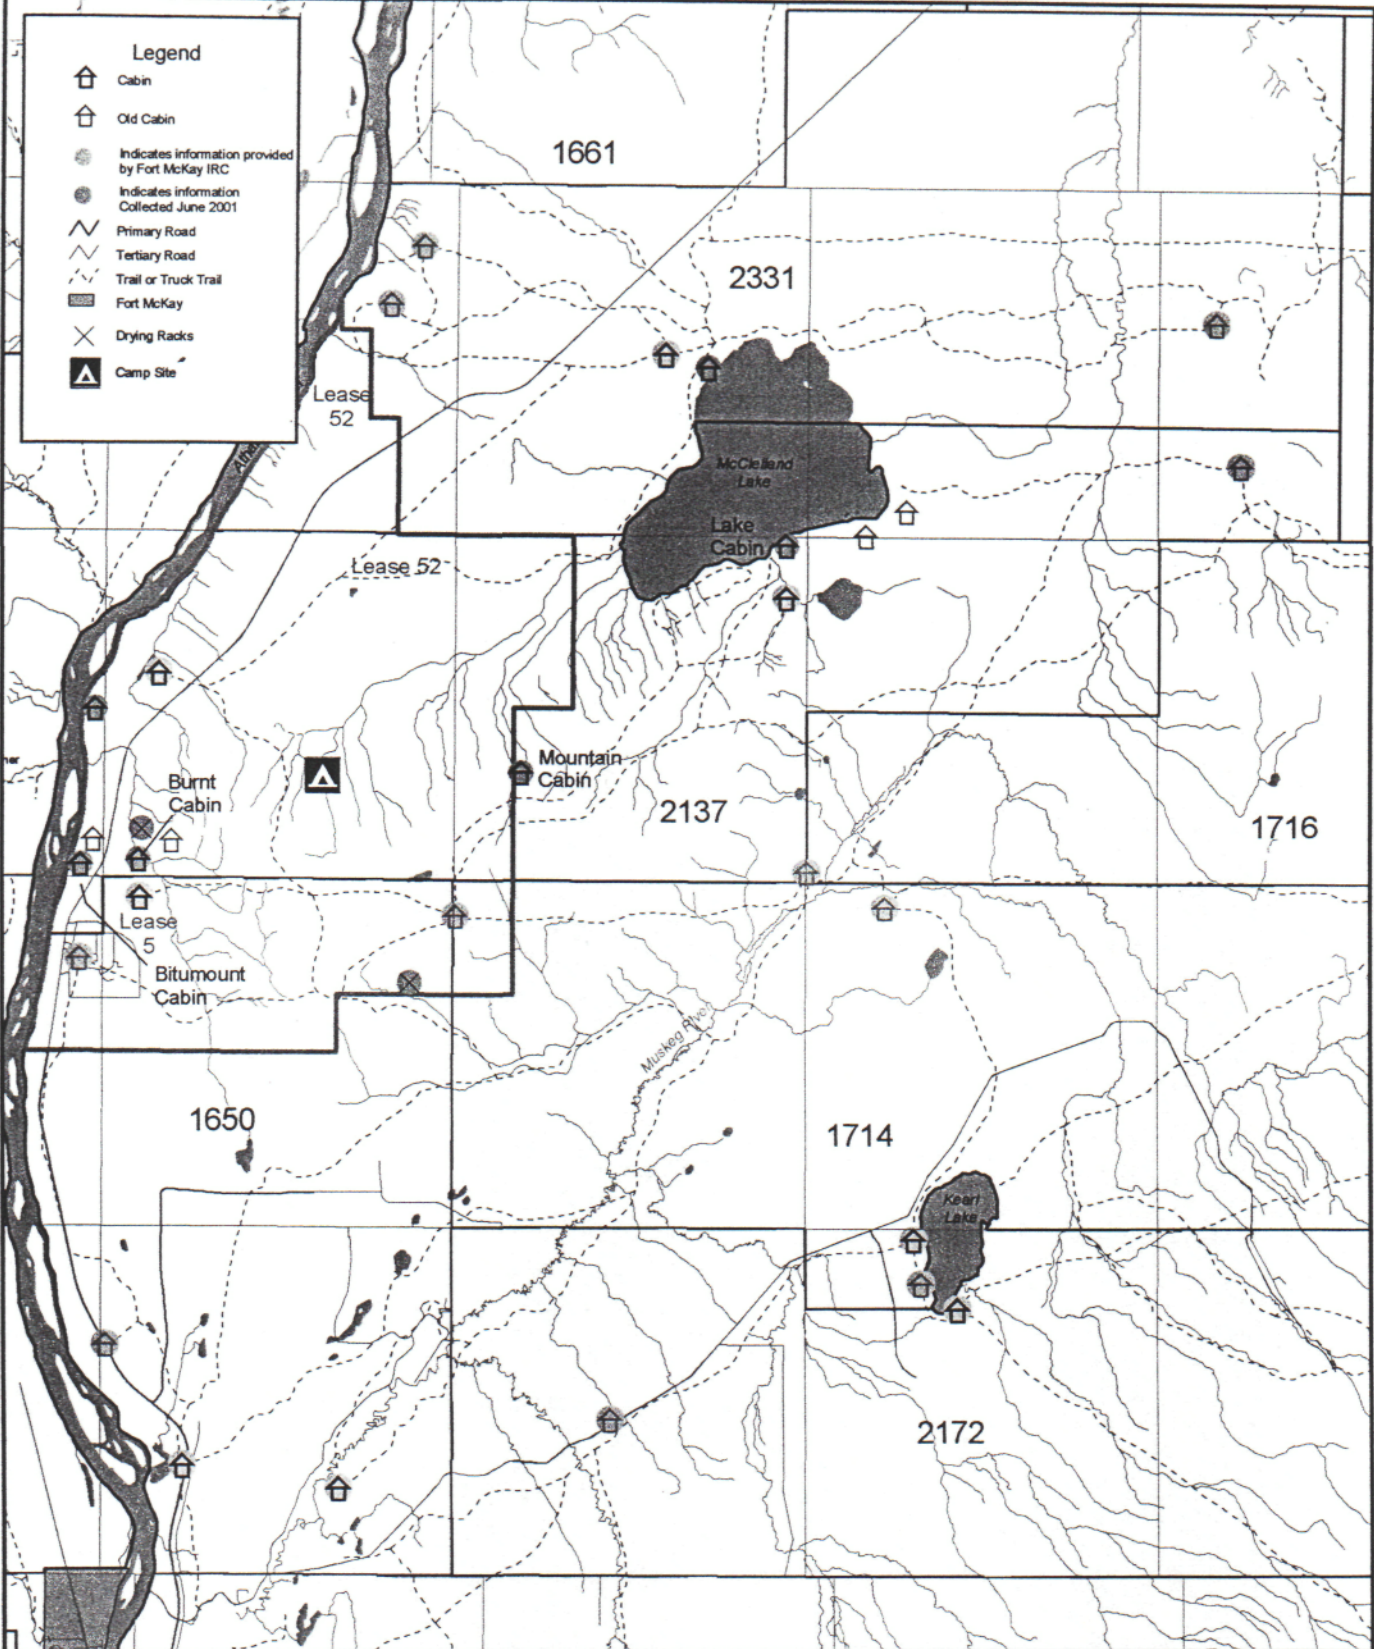 Legend
Cabin
Old Cabin
Indicates information provided
by Fort McKay IRC
Indicates information
Collected June 2001
Primary Road
Tertiary Road
Trail or Truck Trail
Fort McKay
Drying Racks
Camp Site
1661
2331
Lease
52
McClelland
Lake
Lake
Cabin
Lease 52
Mountain
Cabin
Burnt
Cabin
2137
1716
Lease
5
Bitumount
Cabin
Muskeg River
1650
1714
Kearl
Lake
2172